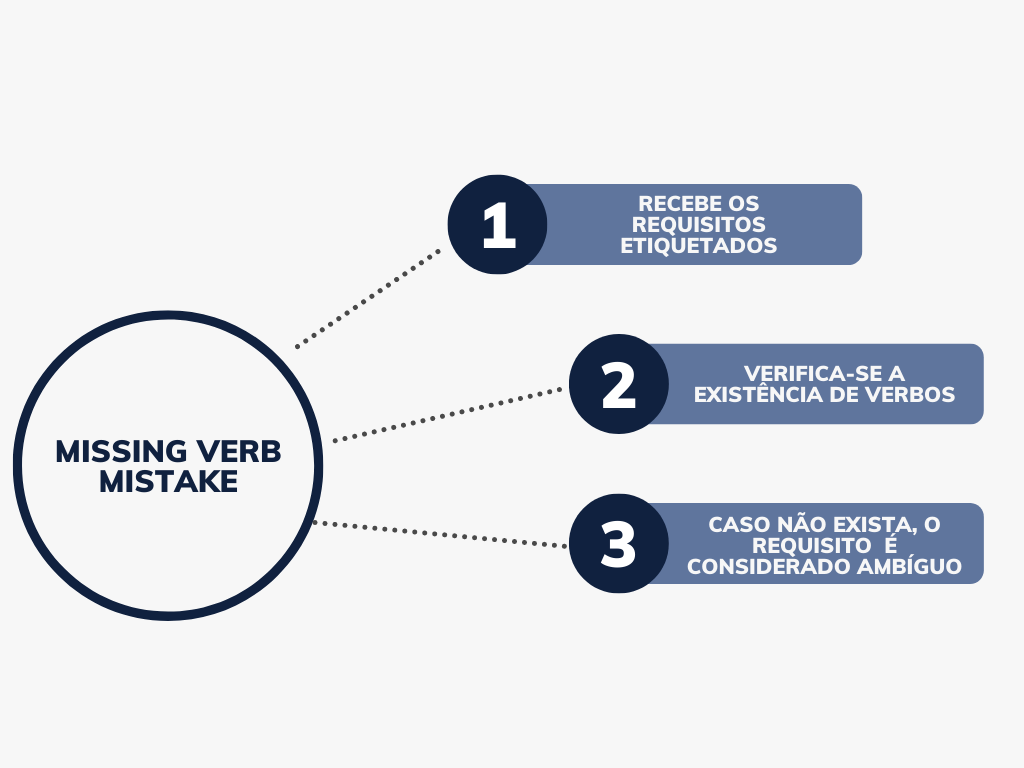 1
RECEBE OS
REQUISITOS
ETIQUETADOS
2
VERIFICA-SE A
EXISTÊNCIA DE VERBOS
MISSING VERB
MISTAKE
3
CASO NÃO EXISTA, O
REQUISITO  É
CONSIDERADO AMBÍGUO